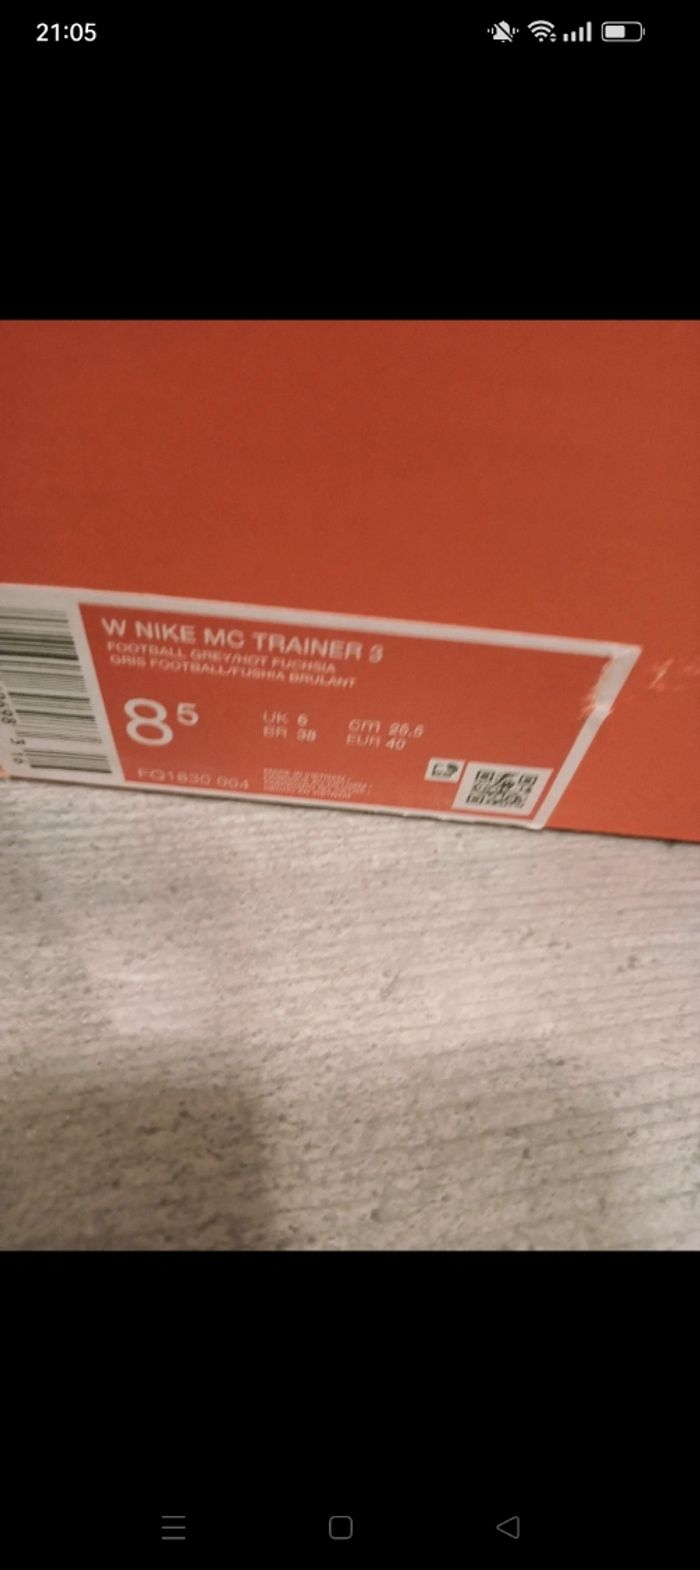 21:05
W NIKE MC TRAINER 3
FOOTBALL GREY/HOT FUCHSIA
GRIS FOOTBALL/FUSHIA BRULANT
8⁵
UK 6 cm 25.5
BR 38 EUR 40
FQ1830 004